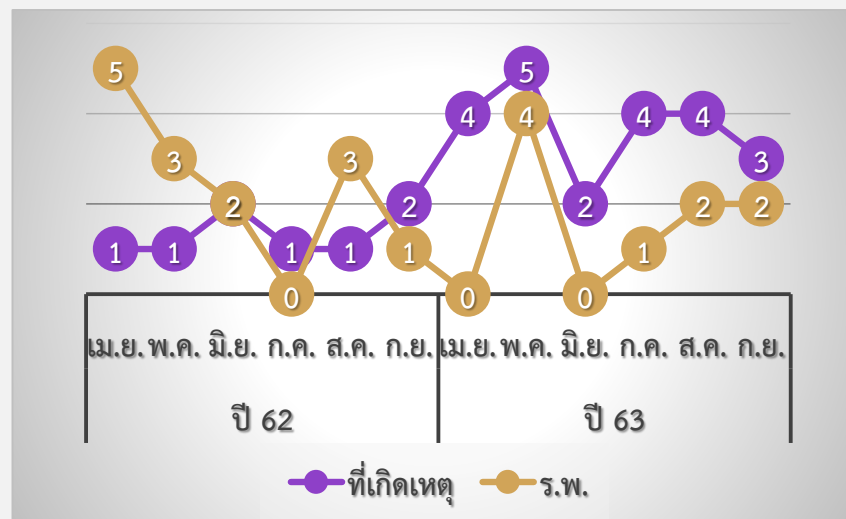 5 5
4 4 4 4
3 3 3
2 2 2 2 2
1 1 1 1 1 1
0 0 0
เม.ย. พ.ค. มิ.ย. ก.ค. ส.ค. ก.ย. เม.ย. พ.ค. มิ.ย. ก.ค. ส.ค. ก.ย.
ปี 62 ปี 63
ที่เกิดเหตุ ร.พ.